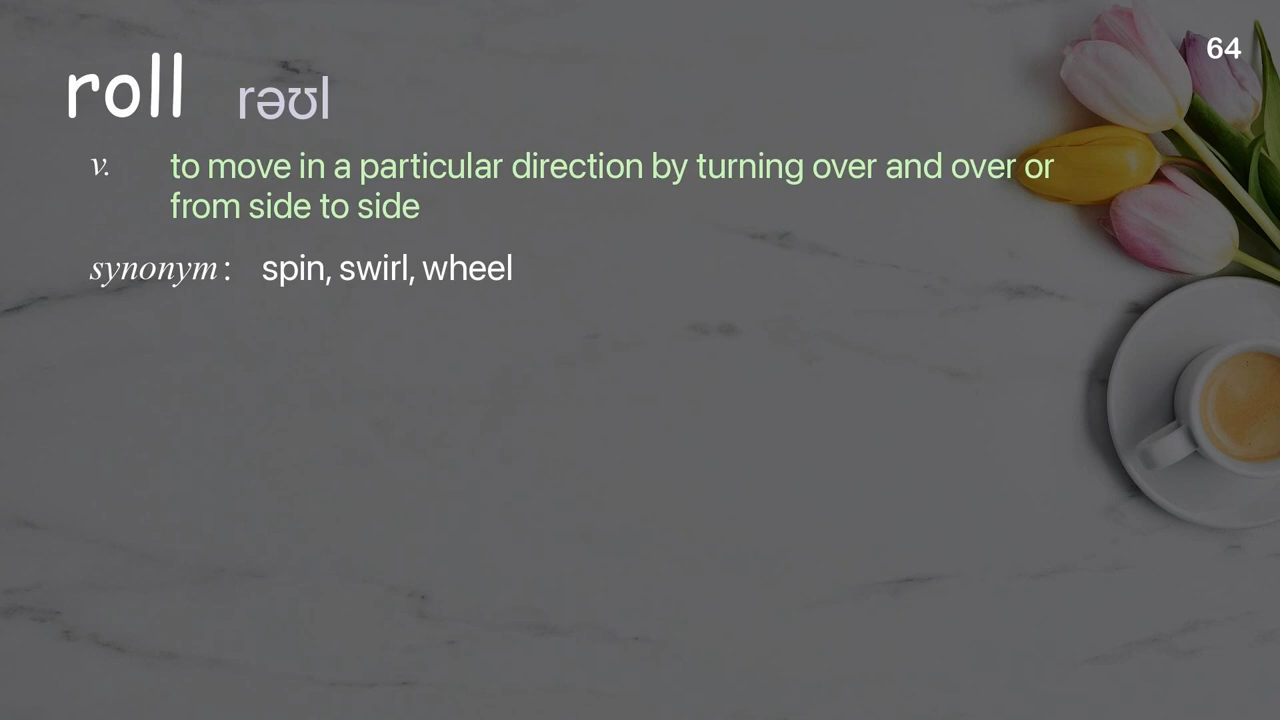 64
roll rəʊl
v. to move in a particular direction by turning over and over or
from side to side
synonym: spin, swirl, wheel